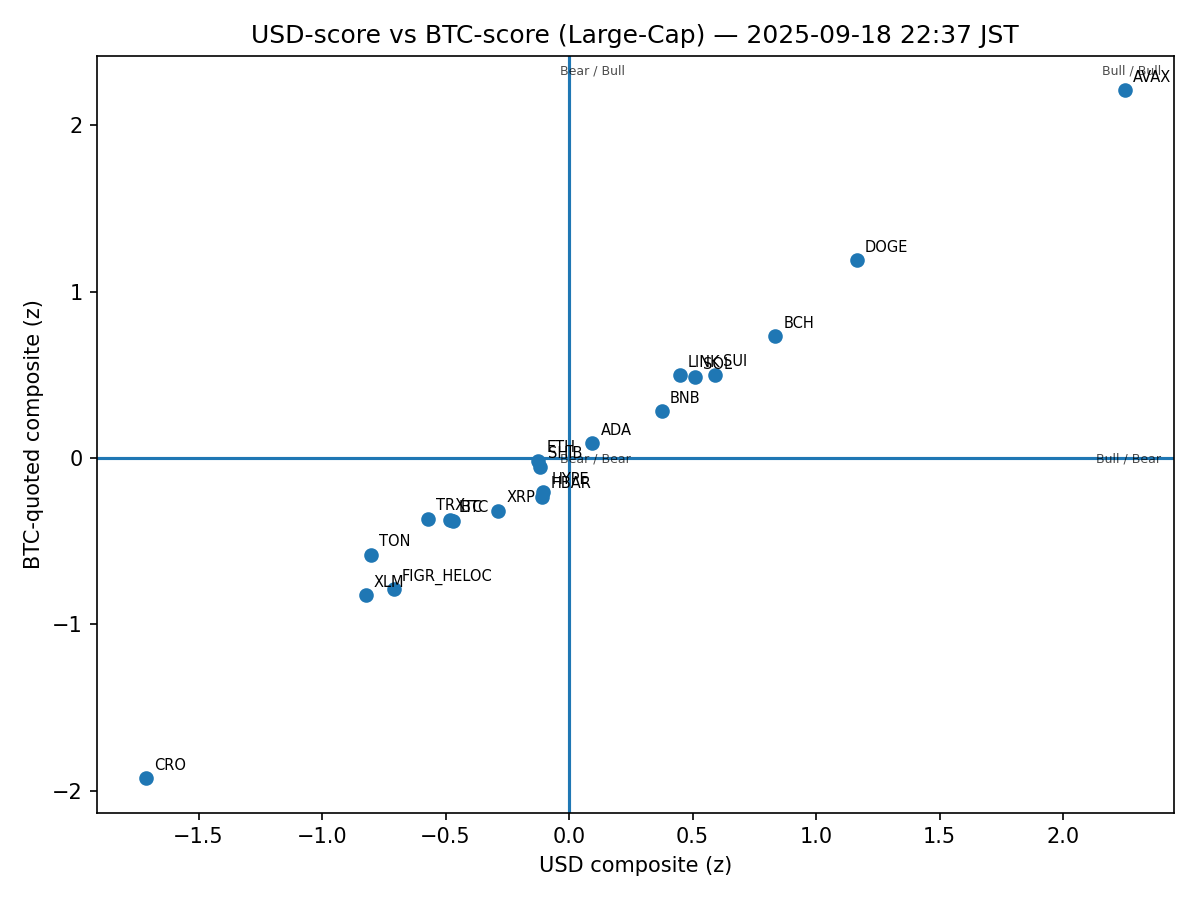 USD-score vs BTC-score (Large-Cap) — 2025-09-18 22:37 JST
Bear / Bull
Bull / Bull
AVAX
DOGE
BCH
LINK
SOL
SUI
BNB
ADA
ETH
SHIB
Bear / Bear
Bull / Bear
HYPE
HBAR
XRP
TRX
BTC
TON
XLM
FIGR_HELOC
CRO
2
1
0
−1
−2
BTC-quoted composite (z)
−1.5
−1.0
−0.5
0.0
0.5
1.0
1.5
2.0
USD composite (z)